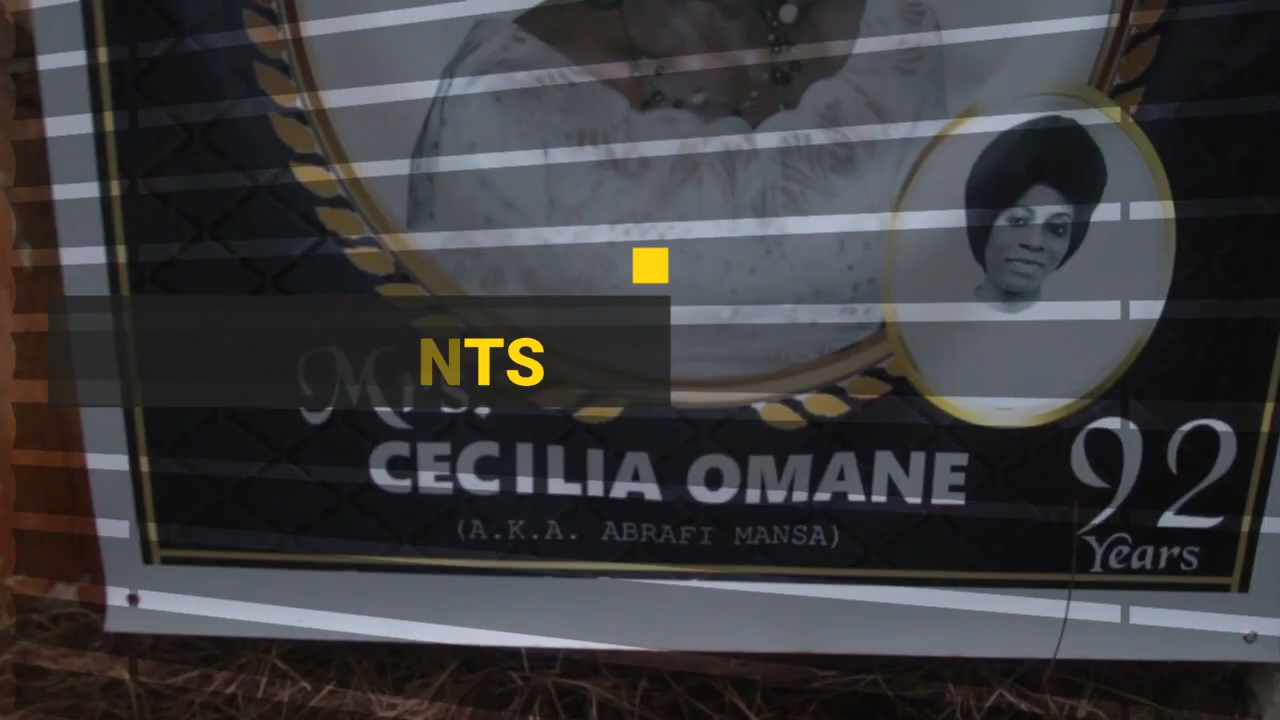 NTS
Mrs.
CECILIA OMANE
(A.K.A. ABRAFI MANSA)
92
Years